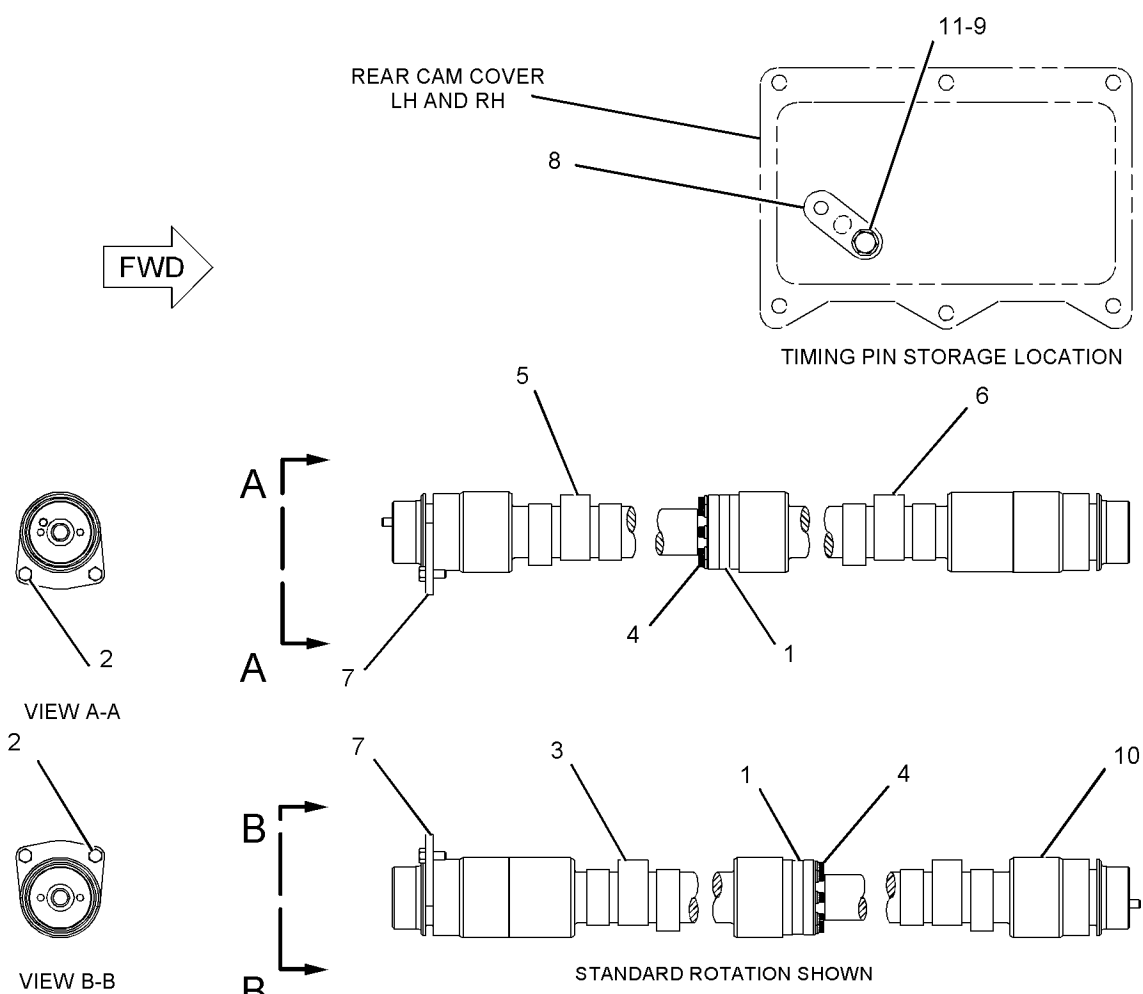 11-9
REAR CAM COVER
LH AND RH
8
FWD
TIMING PIN STORAGE LOCATION
5
6
A
4
1
2
A
7
VIEW A-A
2
7
3
1
4
10
B
VIEW B-B
STANDARD ROTATION SHOWN
B